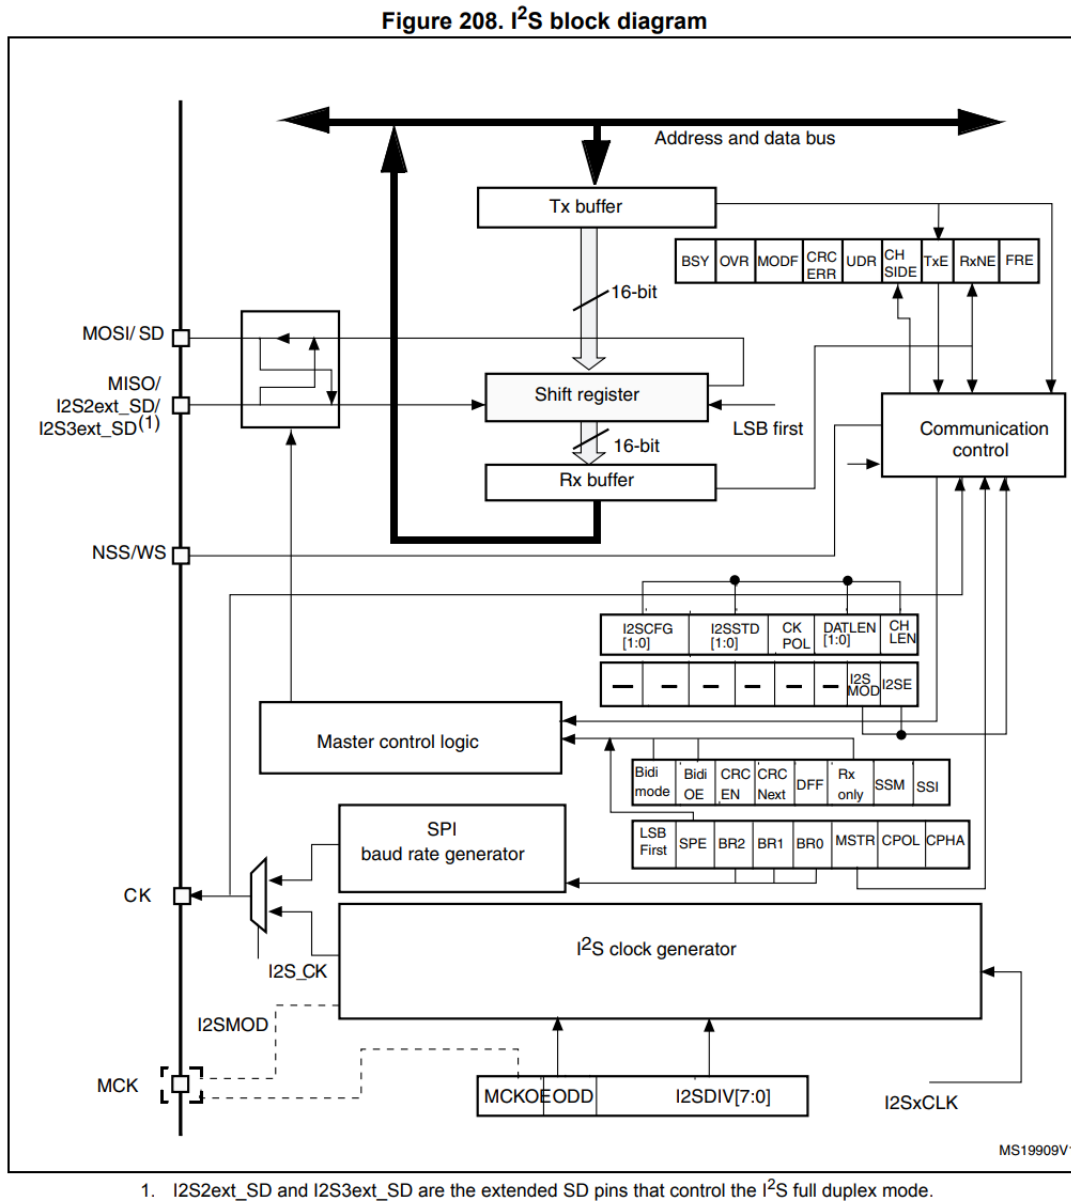 Figure 208. I²S block diagram
Address and data bus
Tx buffer
BSY OVR MODF CRC ERR UDR CH SIDE TxE RxNE FRE
16-bit
MOSI/ SD
MISO/
I2S2ext_SD/
I2S3ext_SD(1)
Shift register
LSB first
Communication
control
16-bit
Rx buffer
NSS/WS
I2SCFG [1:0] I2SSTD [1:0] CK POL DATLEN [1:0] CH LEN
— — — — — — I2S MOD I2SE
Master control logic
Bidi mode Bidi OE CRC EN CRC Next DFF Rx only SSM SSI
LSB First SPE BR2 BR1 BR0 MSTR CPOL CPHA
SPI
baud rate generator
CK
I²S clock generator
I2S_CK
I2SMOD
MCK
MCKOE ODD I2SDIV[7:0]
I2SxCLK
MS19909V1
1. I2S2ext_SD and I2S3ext_SD are the extended SD pins that control the I²S full duplex mode.